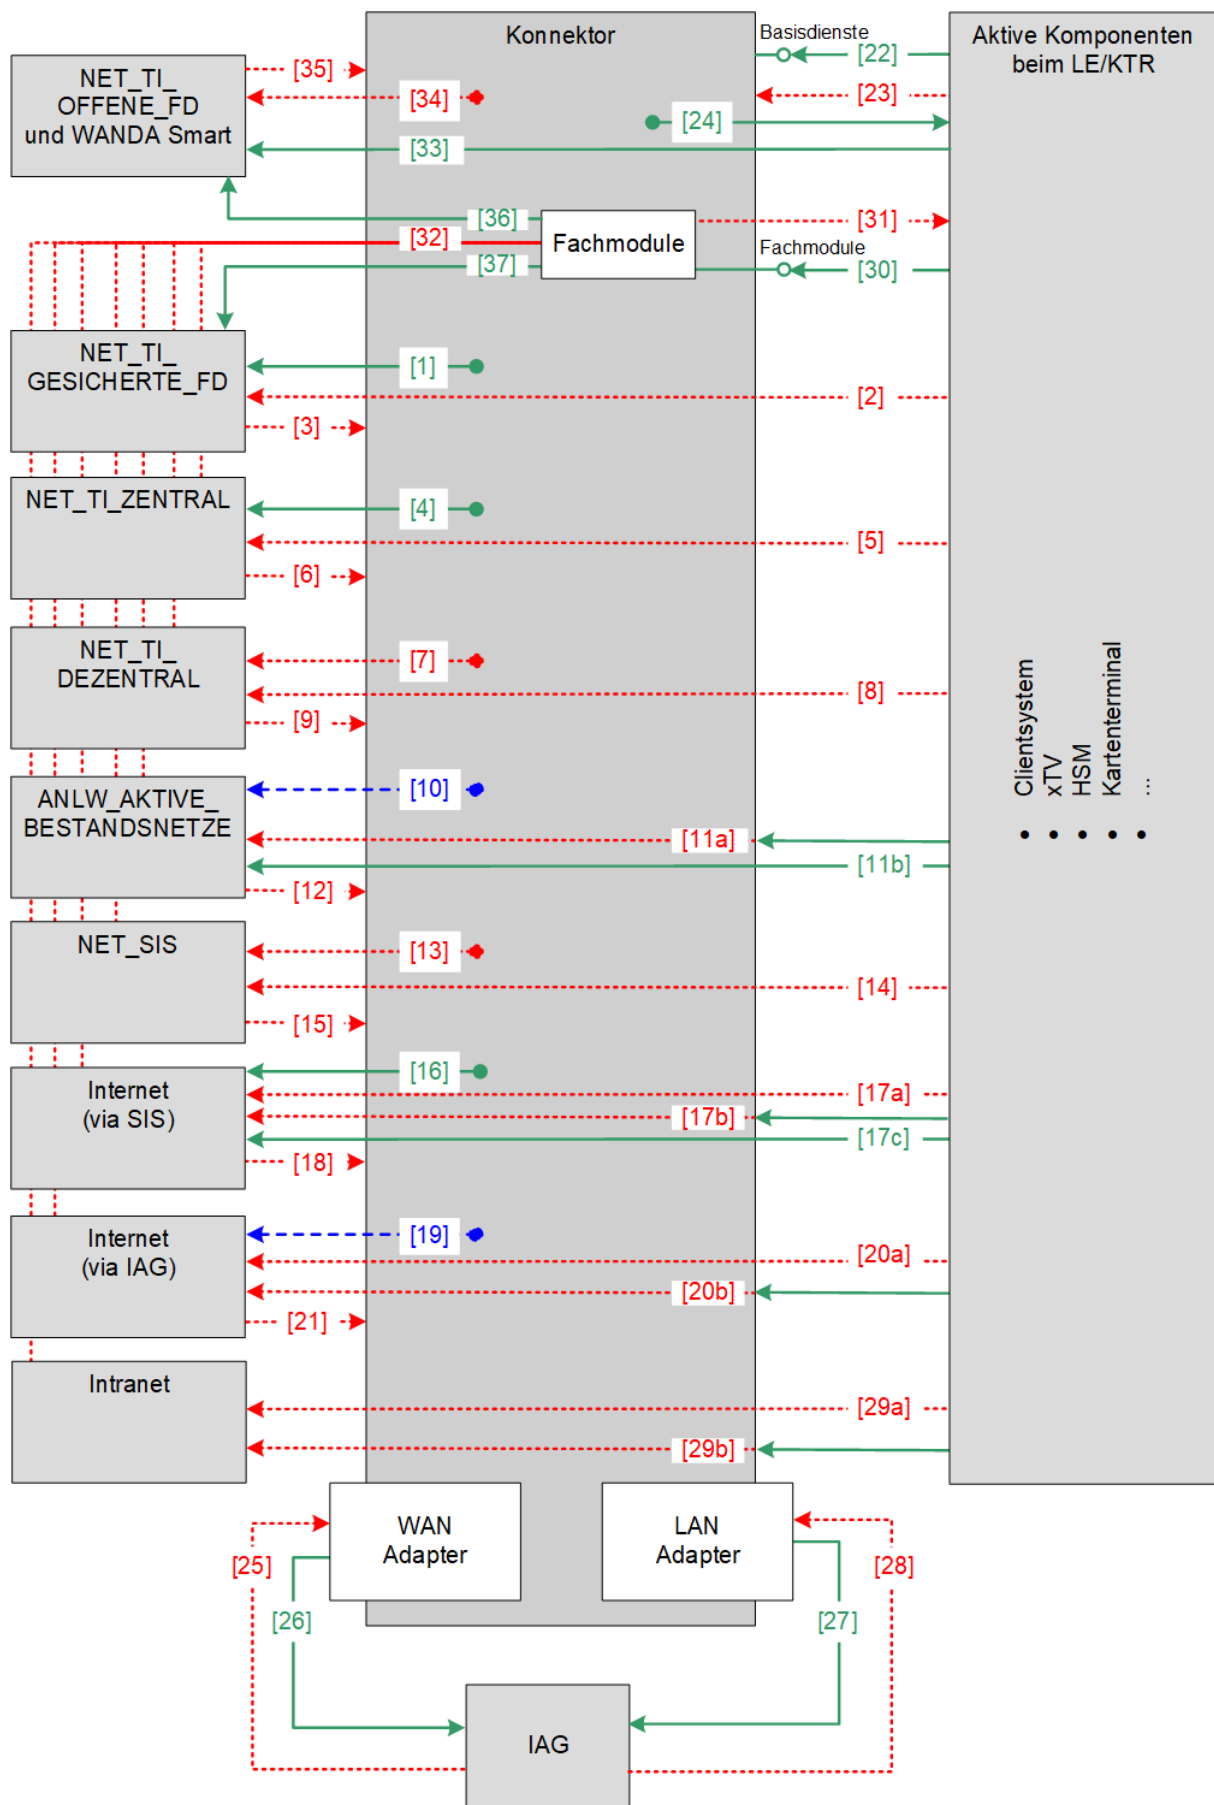 Konnektor
Basisdienste
[22]
Aktive Komponenten
beim LE/KTR
NET_TI_
OFFENE_FD
und WANDA Smart
[35]
[34]
[23]
[24]
[33]
[36]
[32]
[37]
Fachmodule
[31]
Fachmodule
[30]
NET_TI_
GESICHERTE_FD
[1]
[2]
[3]
NET_TI_ZENTRAL
[4]
[5]
[6]
NET_TI_
DEZENTRAL
[7]
[8]
[9]
• Clientsystem
• xTV
• HSM
• Kartenterminal
• ...
ANLW_AKTIVE_
BESTANDSNETZE
[10]
[11a]
[11b]
[12]
NET_SIS
[13]
[14]
[15]
Internet
(via SIS)
[16]
[17a]
[17b]
[17c]
[18]
Internet
(via IAG)
[19]
[20a]
[20b]
[21]
Intranet
[29a]
[29b]
WAN
Adapter
LAN
Adapter
[25]
[26]
[27]
[28]
IAG